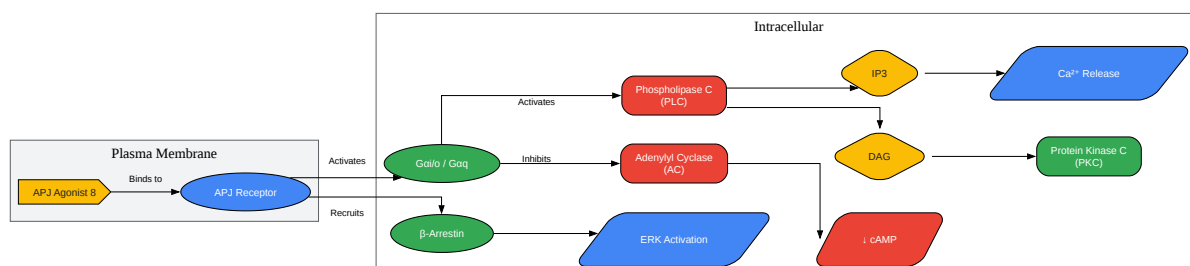 Intracellular
IP3
Ca²⁺ Release
Phospholipase C
(PLC)
Activates
Plasma Membrane
Activates
Gαi/o / Gαq
Inhibits
Adenylyl Cyclase
(AC)
DAG
Protein Kinase C
(PKC)
APJ Agonist 8
Binds to
APJ Receptor
Recruits
β-Arrestin
ERK Activation
↓ cAMP